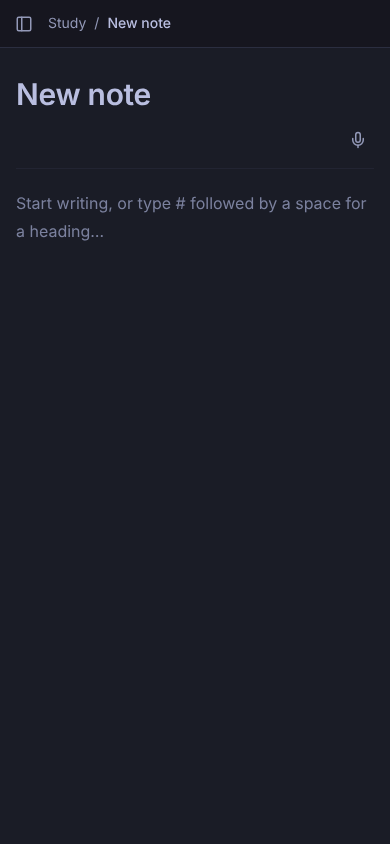 Study / New note
New note
Start writing, or type # followed by a space for
a heading...